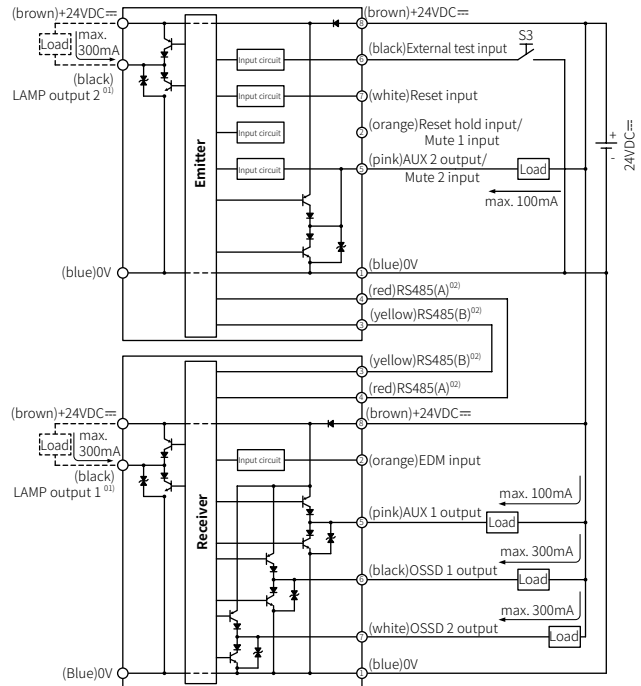 (brown)+24VDC⎓
Load
max.
300mA
(black)
LAMP output 2 01)
(blue)0V
Emitter
Input circuit
Input circuit
Input circuit
Input circuit
8
(brown)+24VDC⎓
6
(black)External test input
S3
7
(white)Reset input
2
(orange)Reset hold input/
Mute 1 input
5
(pink)AUX 2 output/
Mute 2 input
Load
max. 100mA
+
-
24VDC⎓
1
(blue)0V
4
(red)RS485(A)02)
3
(yellow)RS485(B)02)
3
(yellow)RS485(B)02)
4
(red)RS485(A)02)
(brown)+24VDC⎓
Load
max.
300mA
(black)
LAMP output 1 01)
(Blue)0V
Receiver
Input circuit
8
(brown)+24VDC⎓
2
(orange)EDM input
max. 100mA
5
(pink)AUX 1 output
Load
max. 300mA
6
(black)OSSD 1 output
Load
max. 300mA
7
(white)OSSD 2 output
Load
1
(blue)0V